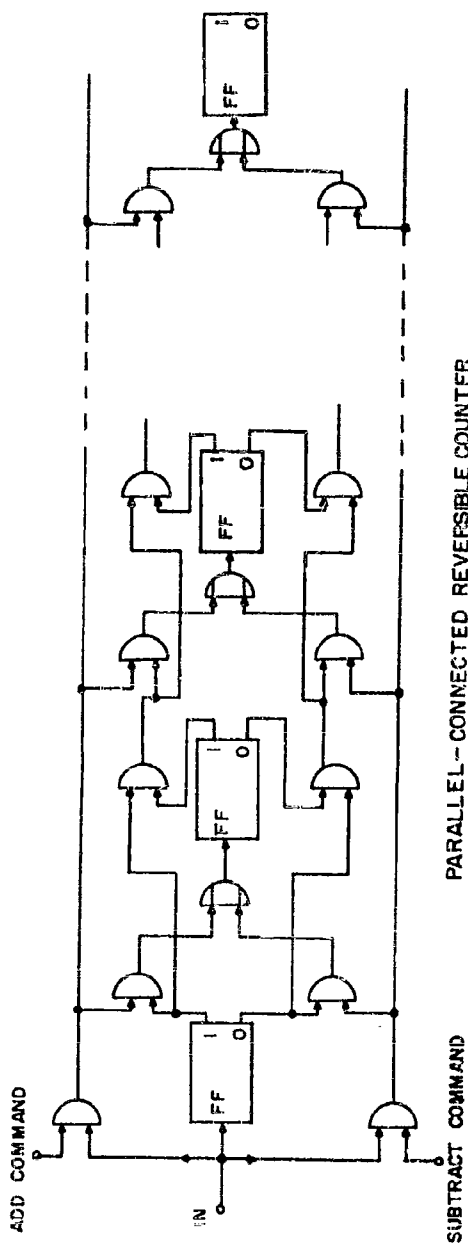 ADD COMMAND
IN
SUBTRACT COMMAND
FF
1
0
FF
1
0
FF
1
0
FF
1
0
PARALLEL-CONNECTED REVERSIBLE COUNTER